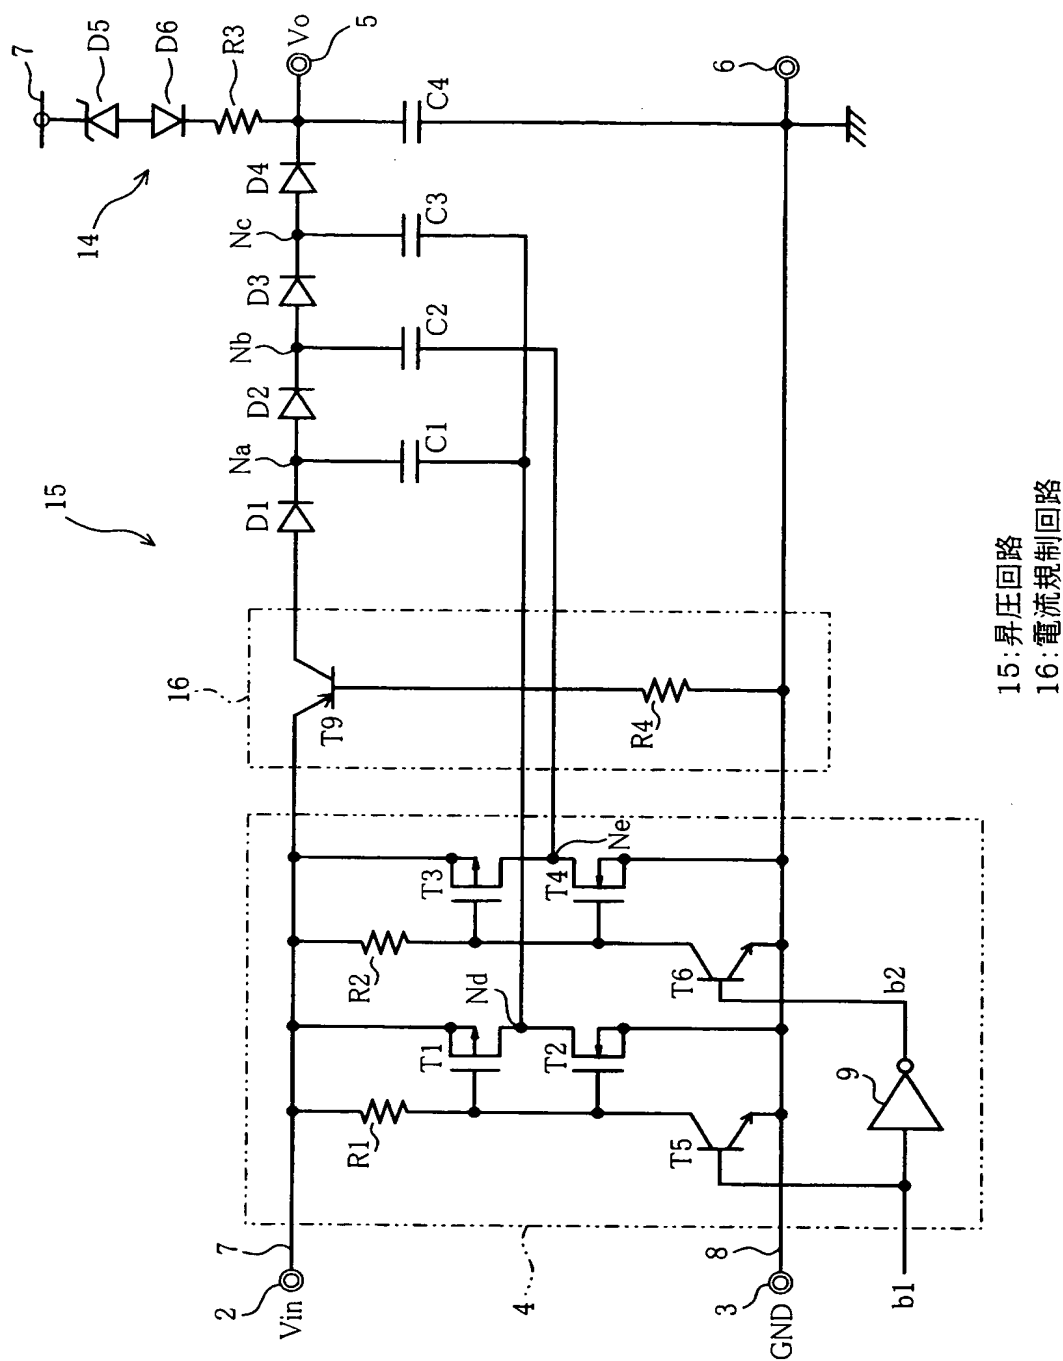 7
D5
D6
R3
Vo
5
14
Nc
D4
C4
6
C3
D3
Nb
C2
D2
Na
C1
D1
15
16
T9
R4
R2
T3
Ne
T4
T6
b2
Nd
R1
T1
T2
T5
9
7
2
Vin
4
8
3
GND
b1
15:昇圧回路
16:電流規制回路